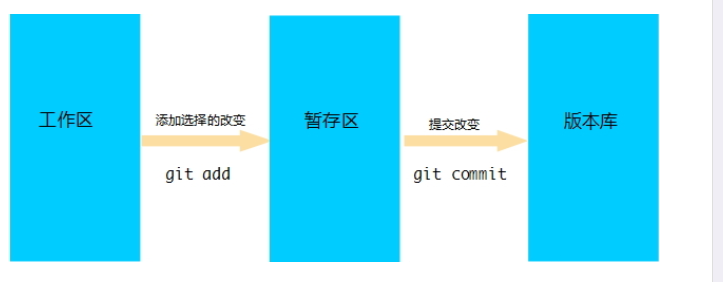 工作区
添加选择的改变
git add
暂存区
提交改变
git commit
版本库